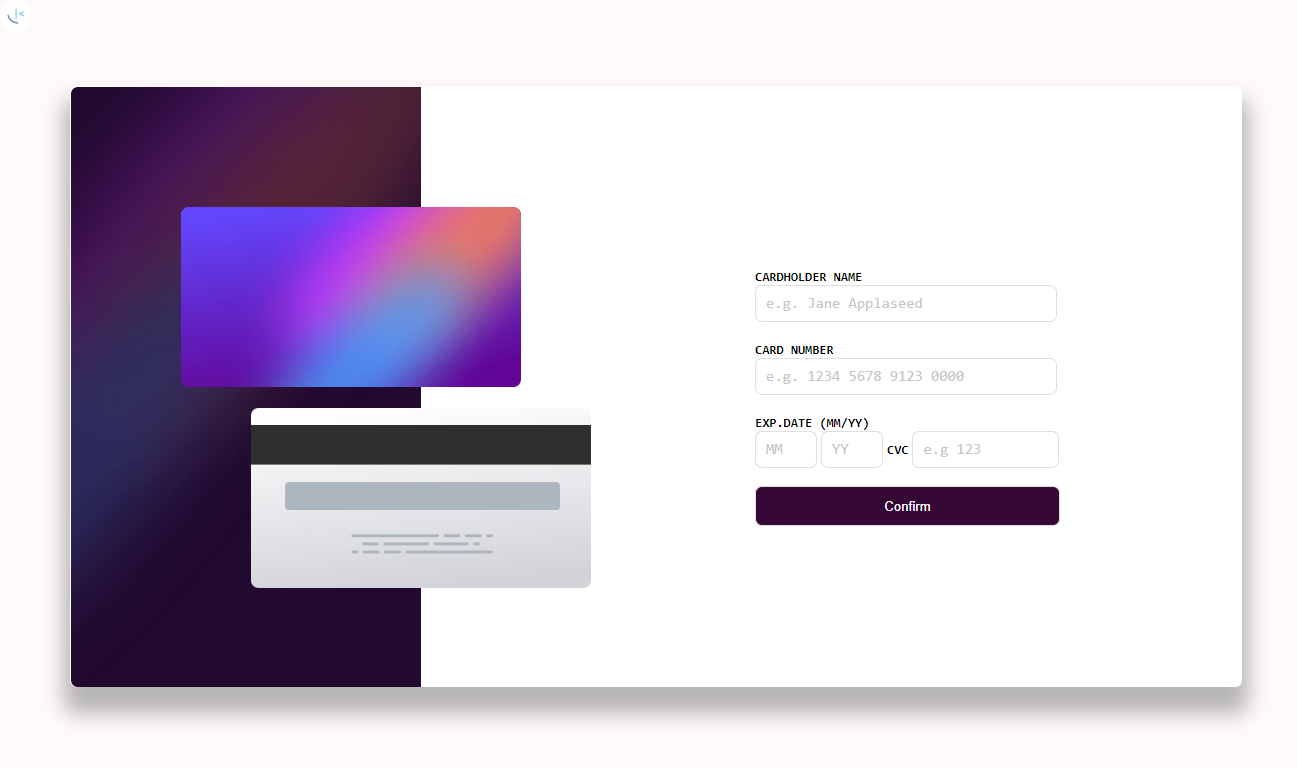 CARDHOLDER NAME
e.g. Jane Applaseed
CARD NUMBER
e.g. 1234 5678 9123 0000
EXP.DATE (MM/YY)
MM YY CVC e.g 123
Confirm